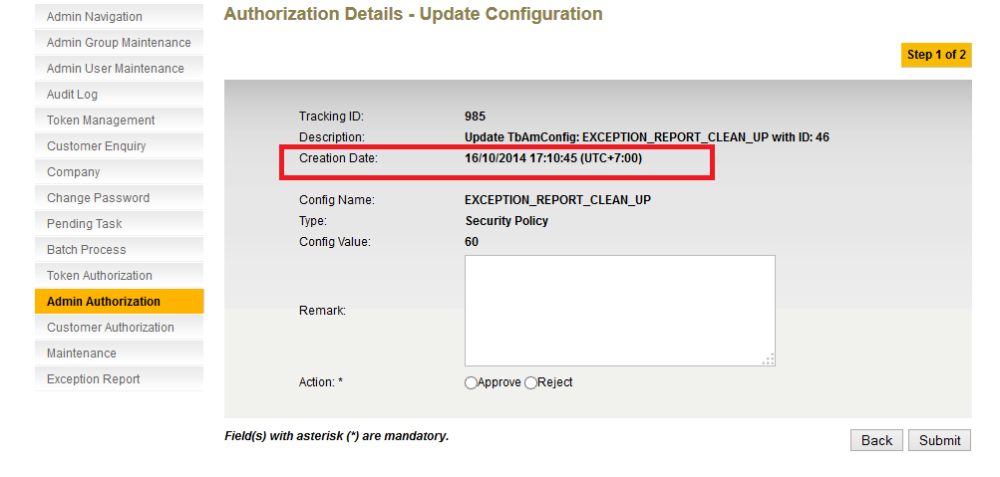 Admin Navigation
Admin Group Maintenance
Admin User Maintenance
Audit Log
Token Management
Customer Enquiry
Company
Change Password
Pending Task
Batch Process
Token Authorization
Admin Authorization
Customer Authorization
Maintenance
Exception Report
Authorization Details - Update Configuration
Step 1 of 2
Tracking ID: 985
Description: Update TbAmConfig: EXCEPTION_REPORT_CLEAN_UP with ID: 46
Creation Date: 16/10/2014 17:10:45 (UTC+7:00)
Config Name: EXCEPTION_REPORT_CLEAN_UP
Type: Security Policy
Config Value: 60
Remark:
Action: * Approve Reject
Field(s) with asterisk (*) are mandatory.
Back Submit